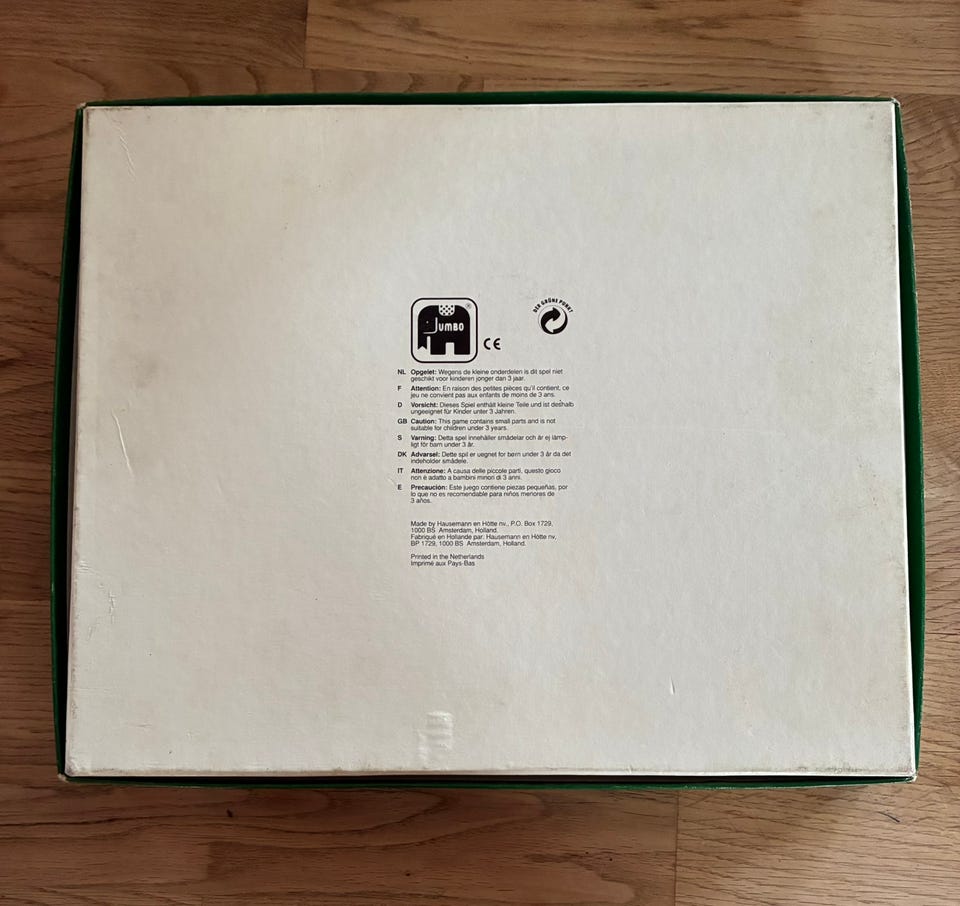 JUMBO
®
CE
DER GRÜNE PUNKT
NL Opgelet: Wegens de kleine onderdelen is dit spel niet
geschikt voor kinderen jonger dan 3 jaar.
F Attention: En raison des petites pièces qu'il contient, ce
jeu ne convient pas aux enfants de moins de 3 ans.
D Vorsicht: Dieses Spiel enthält kleine Teile und ist deshalb
ungeeignet für Kinder unter 3 Jahren.
GB Caution: This game contains small parts and is not
suitable for children under 3 years.
S Varning: Detta spel innehåller smådelar och är ej lämp-
ligt för barn under 3 år.
DK Advarsel: Dette spil er uegnet for børn under 3 år da det
indeholder smådele.
IT Attenzione: A causa delle piccole parti, questo gioco
non è adatto a bambini minori di 3 anni.
E Precaución: Este juego contiene piezas pequeñas, por
lo que no es recomendable para niños menores de
3 años.
Made by Hausemann en Hötte nv., P.O. Box 1729,
1000 BS Amsterdam, Holland.
Fabriqué en Hollande par: Hausemann en Hötte nv,
BP 1729, 1000 BS Amsterdam, Holland.
Printed in the Netherlands
Imprimé aux Pays-Bas